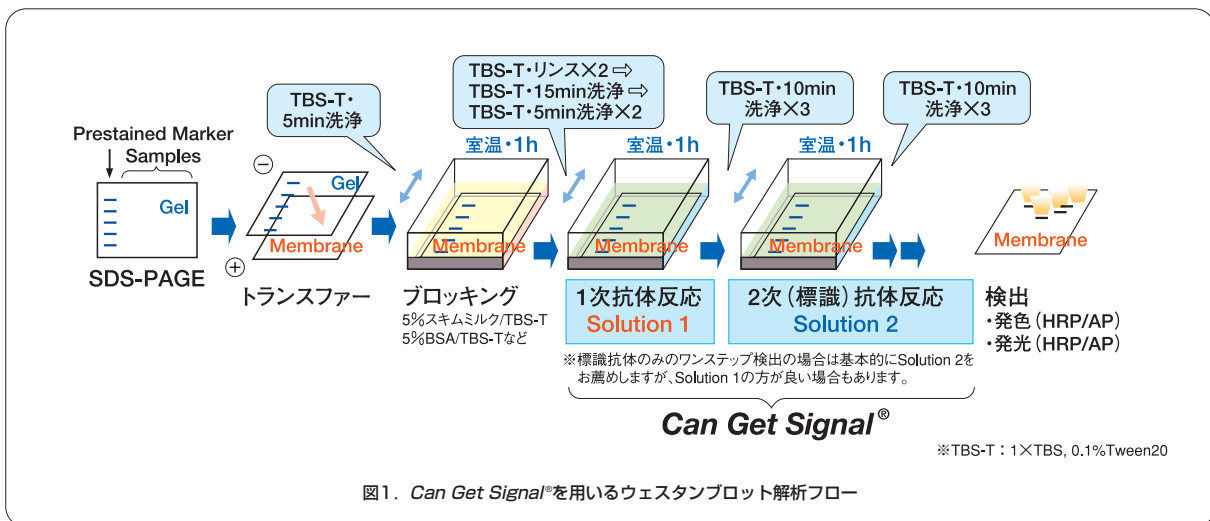 TBS-T・
5min洗浄
TBS-T・リンス×2⇨
TBS-T・15min洗浄⇨
TBS-T・5min洗浄×2
TBS-T・10min
洗浄×3
TBS-T・10min
洗浄×3
Prestained Marker
Samples
Gel
SDS-PAGE
⊖
Gel
Membrane
⊕
トランスファー
Membrane
ブロッキング
5%スキムミルク/TBS-T
5%BSA/TBS-Tなど
室温・1h
室温・1h
Membrane
1次抗体反応
Solution 1
室温・1h
Membrane
2次(標識)抗体反応
Solution 2
Membrane
検出
・発色(HRP/AP)
・発光(HRP/AP)
※標識抗体のみのワンステップ検出の場合は基本的にSolution 2を
お薦めしますが、Solution 1の方が良い場合もあります。
Can Get Signal®
※TBS-T:1×TBS, 0.1%Tween20
図1. Can Get Signal®を用いるウェスタンブロット解析フロー